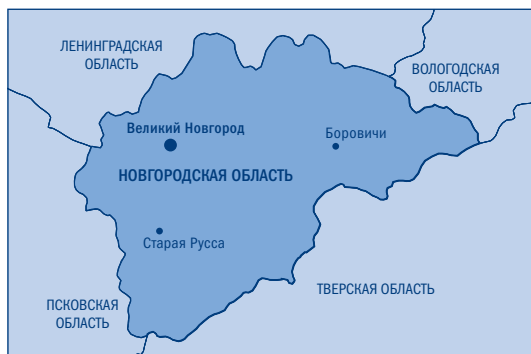 ЛЕНИНГРАДСКАЯ
ОБЛАСТЬ
ВОЛОГОДСКАЯ
ОБЛАСТЬ
Великий Новгород
Боровичи
НОВГОРОДСКАЯ ОБЛАСТЬ
Старая Русса
ТВЕРСКАЯ ОБЛАСТЬ
ПСКОВСКАЯ
ОБЛАСТЬ